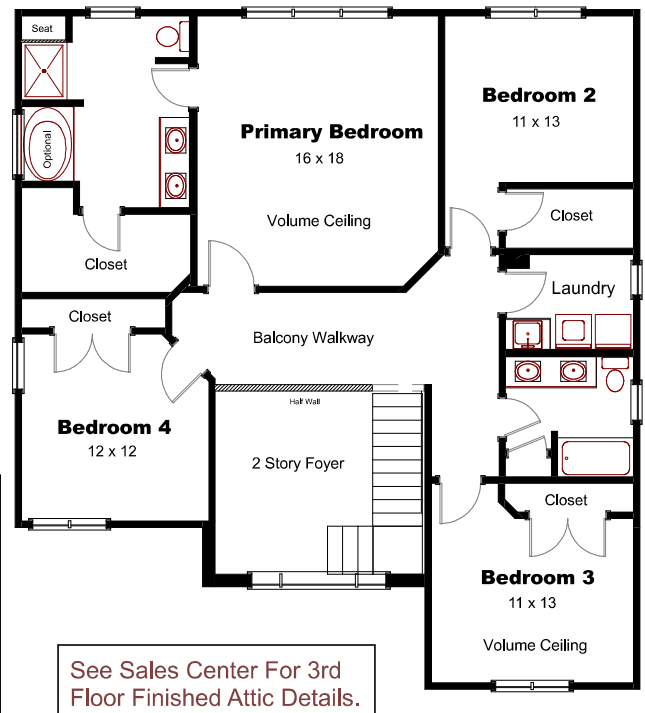 Seat
Optional
Primary Bedroom
16 x 18
Volume Ceiling
Bedroom 2
11 x 13
Closet
Closet
Laundry
Closet
Balcony Walkway
Half Wall
Bedroom 4
12 x 12
2 Story Foyer
Closet
Bedroom 3
11 x 13
Volume Ceiling
See Sales Center For 3rd
Floor Finished Attic Details.